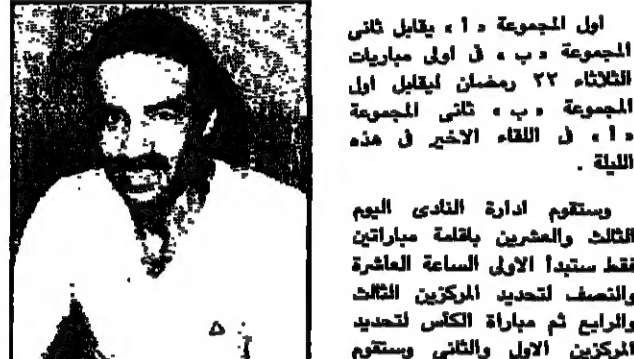 اول المجموعة « أ » يقابل ثانى
المجموعة « ب » فى اولى مباريات
الثلاثاء ٢٢ رمضان ليقابل اول
المجموعة « ب » ثانى المجموعة
« أ » فى اللقاء الاخير فى هذه
الليلة .
وستقوم ادارة النادى اليوم
الثالث والعشرين باقامة مباراتين
فقط ستبدأ الاولى الساعة العاشرة
والنصف لتحديد المركزين الثالث
والرابع ثم مباراة الكأس لتحديد
المركزين الاول والثانى وستقوم